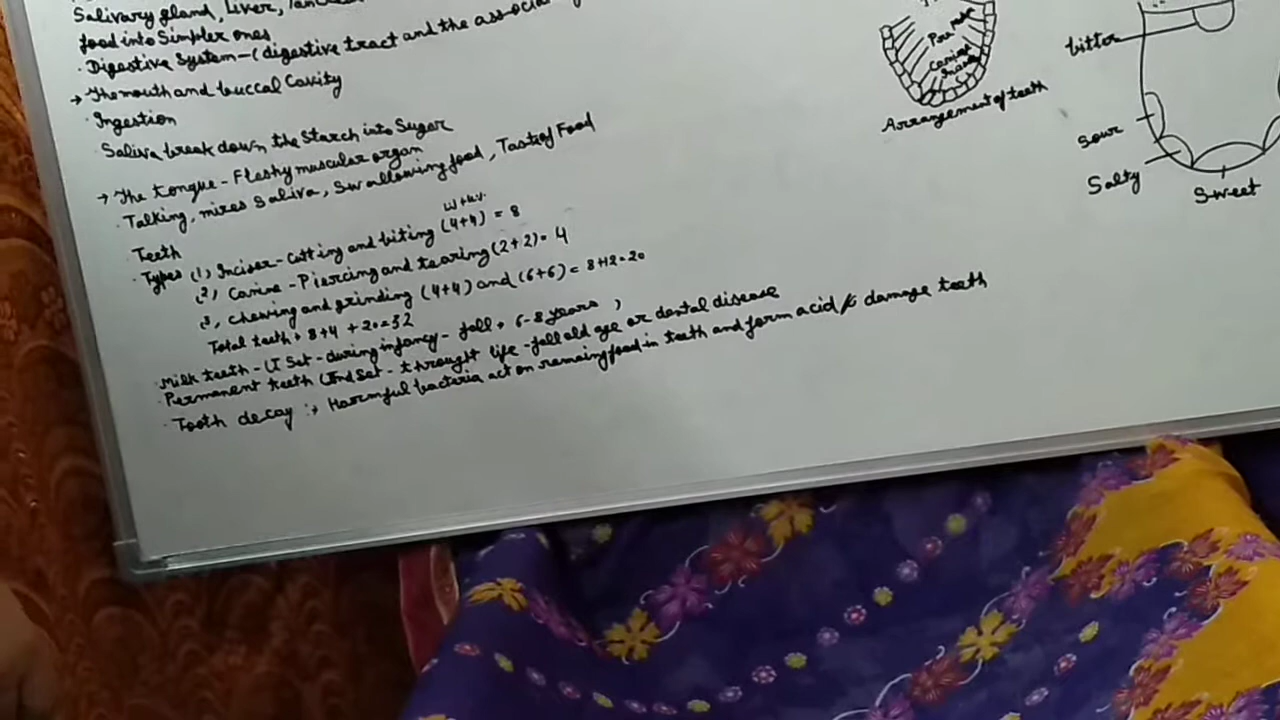 Salivary gland, Liver,
food into Simpler ones
· Digestive System-(digestive tract and the
→ The mouth and buccal Cavity
· Ingestion
Saliva break down the Starch into Sugar
→ The tongue - Fleshy muscular organ
· Talking, mixes Saliva, Swallowing food, Taste of Food
Teeth
· Types (1) Incisor - Cutting and biting (4+4) = 8
(2) Canine - Piercing and tearing (2+2) = 4
(3, Chewing and grinding (4+4) and (6+6) = 8+12=20
Total teeth = 8+4+20=32
· Milk teeth - (I Set - during infancy - fall = 6-8 years )
· Permanent teeth (IInd Set - throught life - fall old age or dental disease
· Tooth decay :→ Harmful bacteria act on remaing food in teeth and form acid damage teeth
Canine
Arrangement of teeth
bitter
Sour
Salty
Sweet